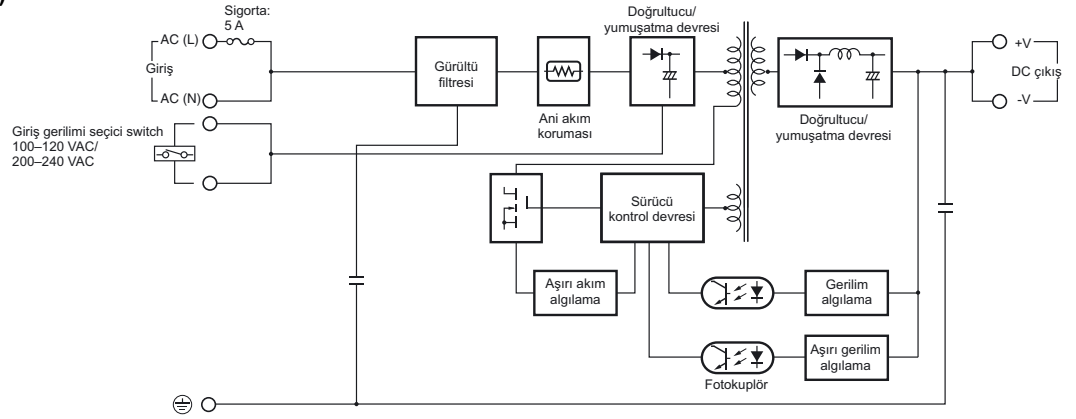 )
Sigorta:
5 A
AC (L)
Giriş
AC (N)
Giriş gerilimi seçici switch
100–120 VAC/
200–240 VAC
Gürültü
filtresi
Ani akım
koruması
Doğrultucu/
yumuşatma devresi
Doğrultucu/
yumuşatma devresi
+V
DC çıkış
-V
Sürücü
kontrol devresi
Aşırı akım
algılama
Gerilim
algılama
Aşırı gerilim
algılama
Fotokuplör